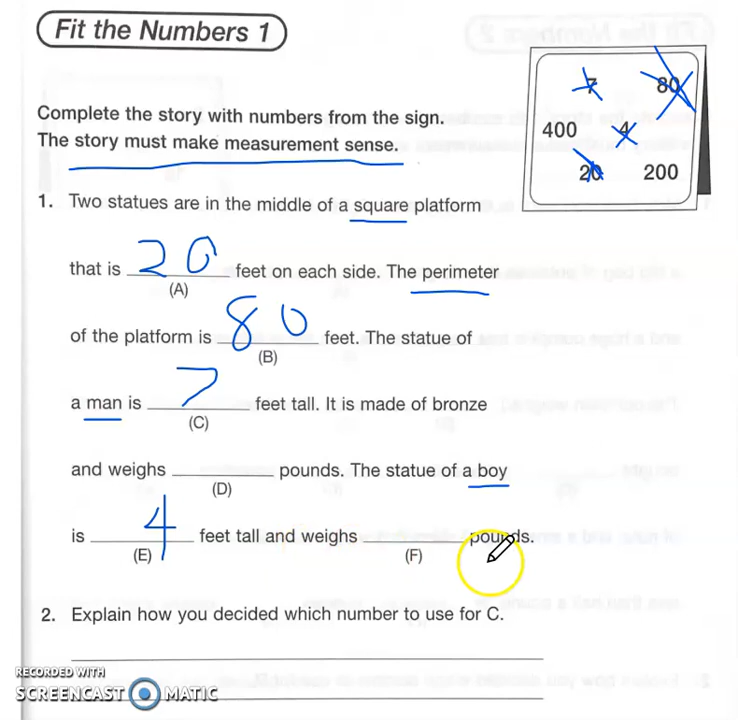 Fit the Numbers 1
7 80
400 4
20 200
Complete the story with numbers from the sign.
The story must make measurement sense.
1. Two statues are in the middle of a square platform
that is 20 feet on each side. The perimeter
(A)
of the platform is 80 feet. The statue of
(B)
a man is 7 feet tall. It is made of bronze
(C)
and weighs ____ pounds. The statue of a boy
(D)
is 4 feet tall and weighs ____ pounds.
(E) (F)
2. Explain how you decided which number to use for C.
RECORDED WITH
SCREENCAST MATIC